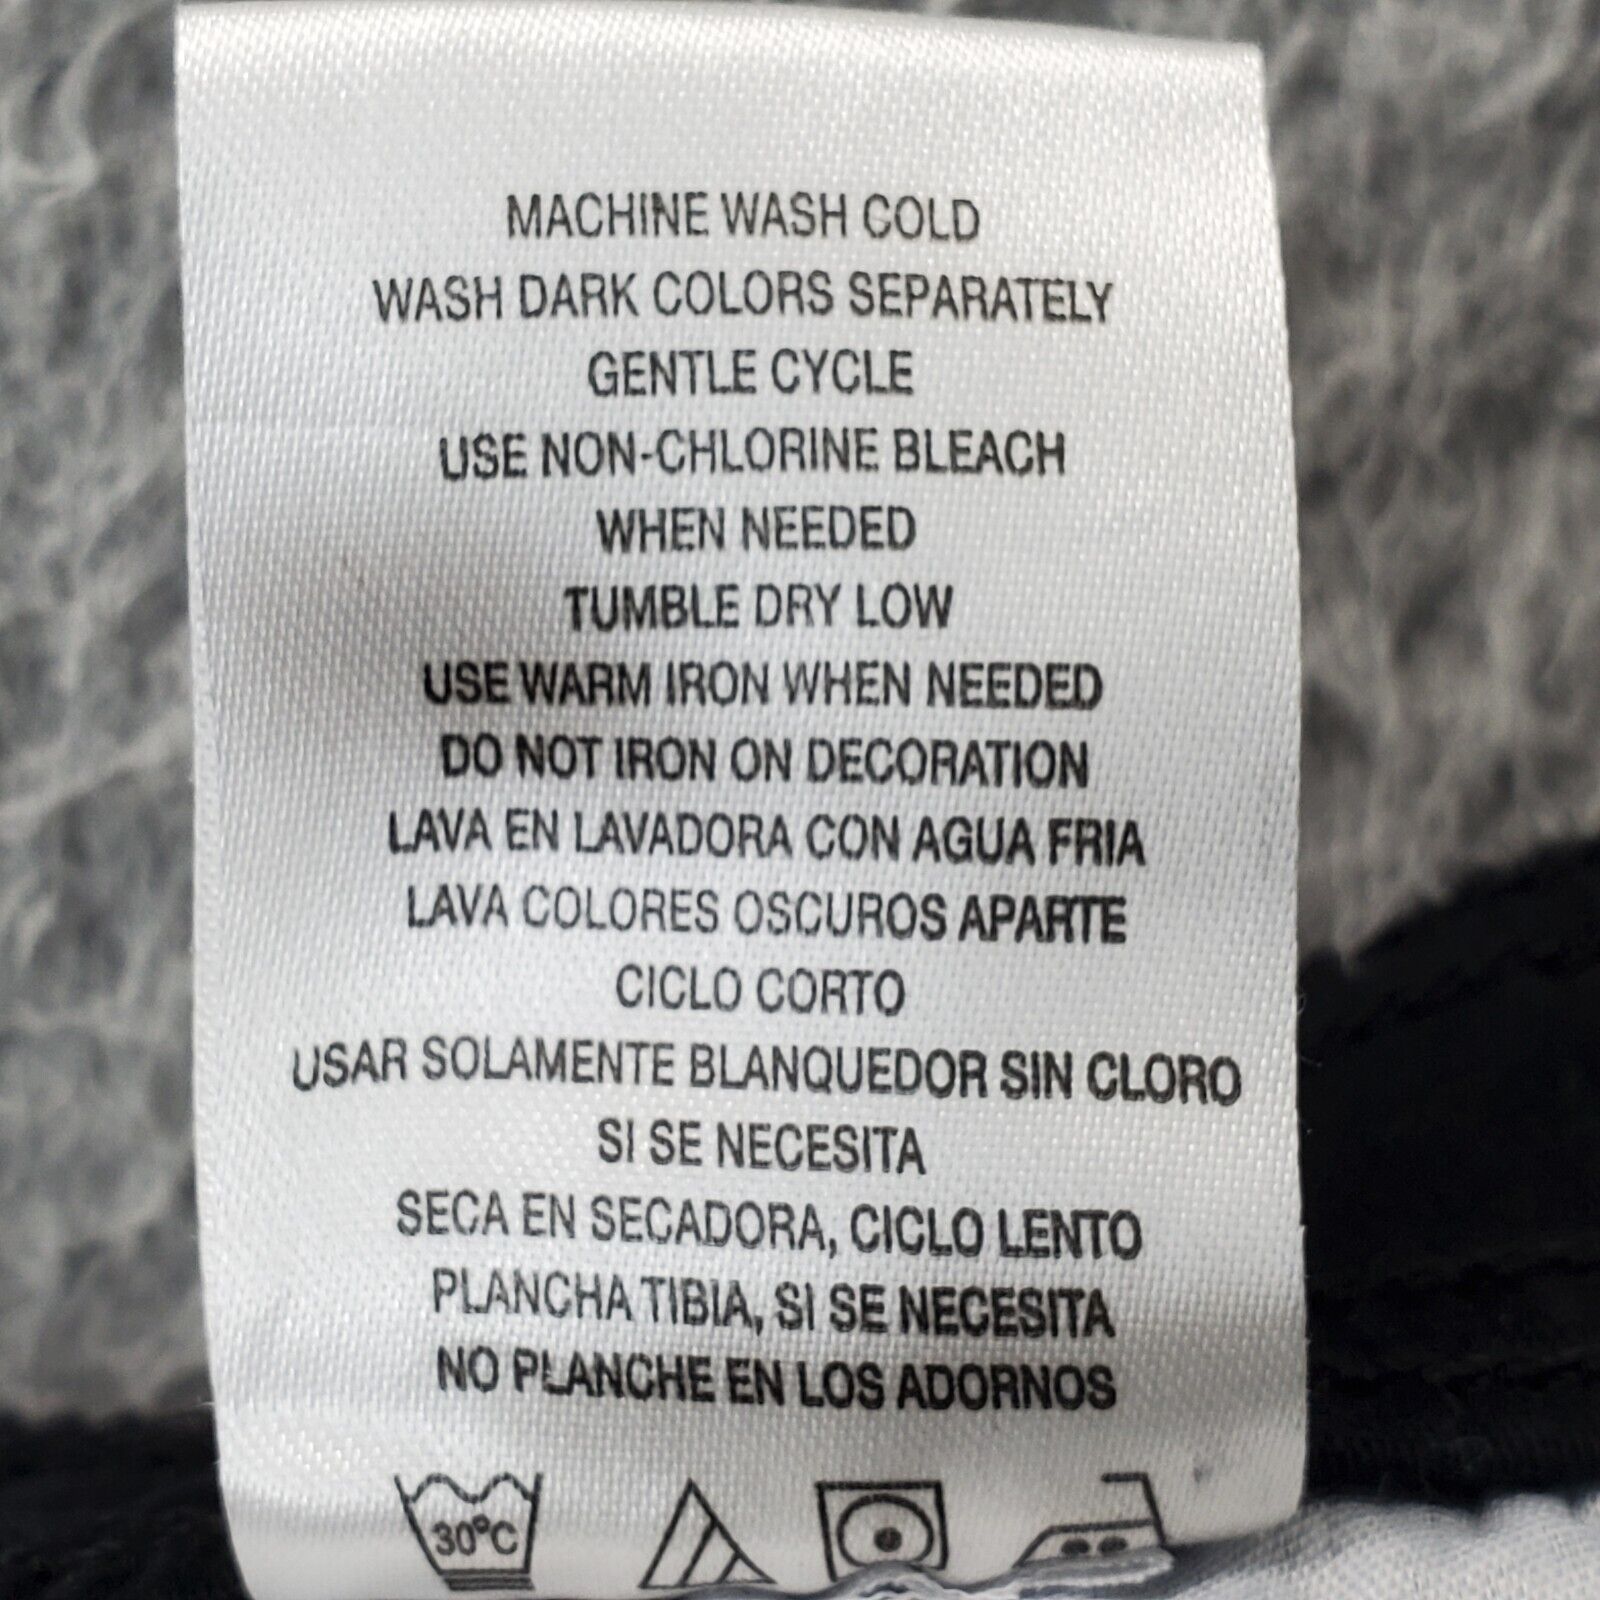 MACHINE WASH COLD
WASH DARK COLORS SEPARATELY
GENTLE CYCLE
USE NON-CHLORINE BLEACH
WHEN NEEDED
TUMBLE DRY LOW
USE WARM IRON WHEN NEEDED
DO NOT IRON ON DECORATION
LAVA EN LAVADORA CON AGUA FRIA
LAVA COLORES OSCUROS APARTE
CICLO CORTO
USAR SOLAMENTE BLANQUEDOR SIN CLORO
SI SE NECESITA
SECA EN SECADORA, CICLO LENTO
PLANCHA TIBIA, SI SE NECESITA
NO PLANCHE EN LOS ADORNOS
30°C